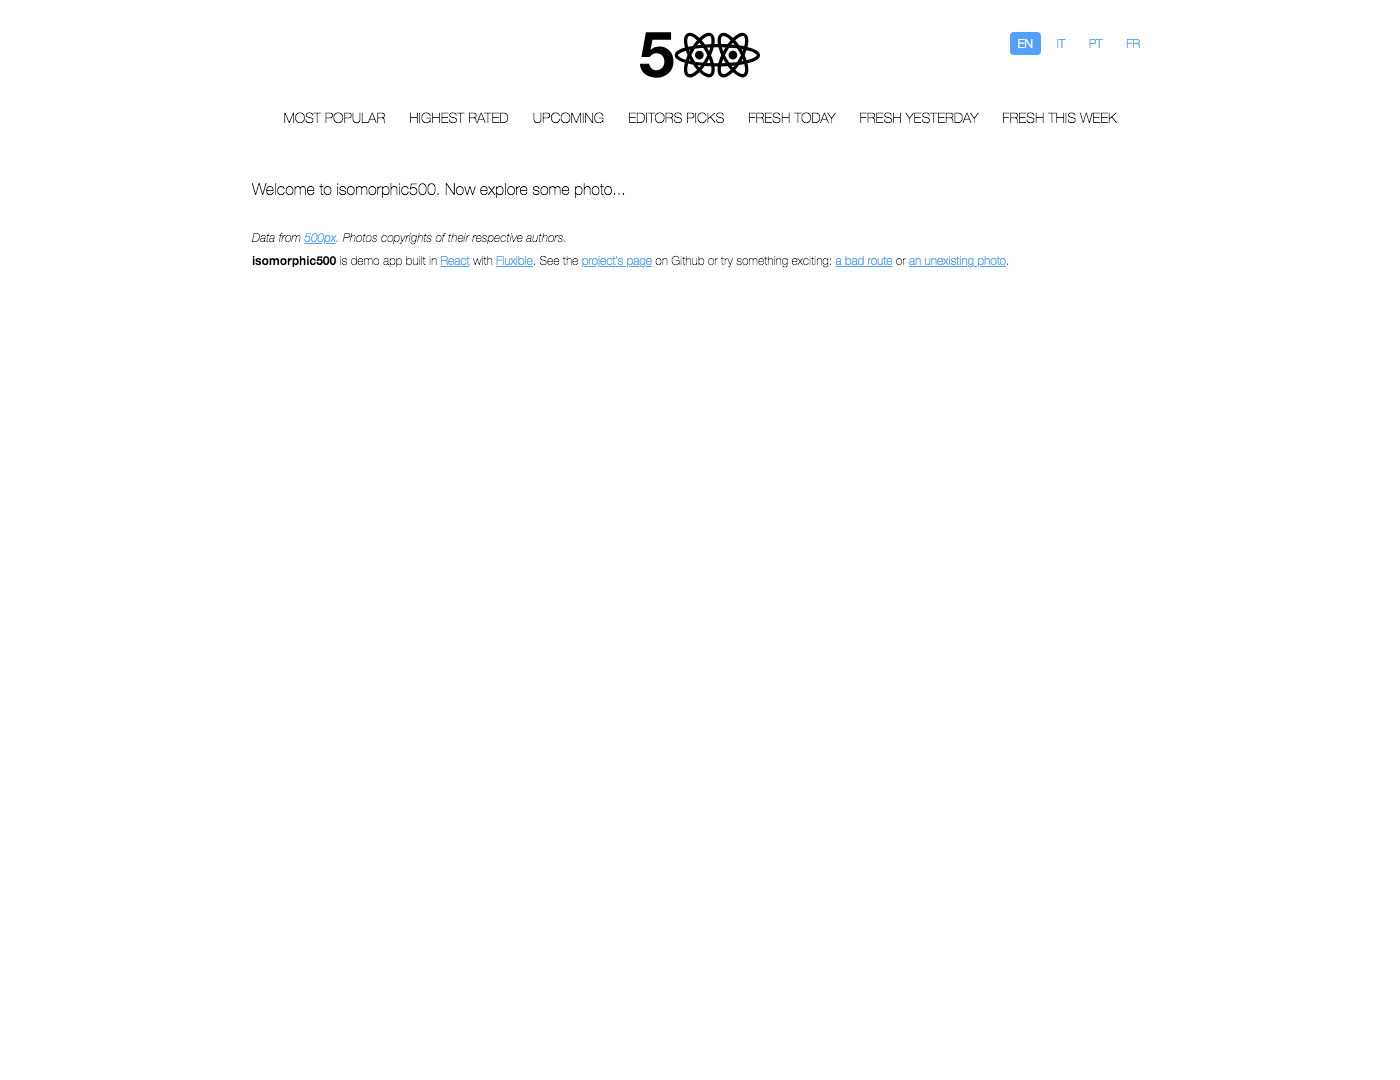 5
EN IT PT FR
MOST POPULAR HIGHEST RATED UPCOMING EDITORS PICKS FRESH TODAY FRESH YESTERDAY FRESH THIS WEEK
Welcome to isomorphic500. Now explore some photo...
Data from 500px. Photos copyrights of their respective authors.
isomorphic500 is demo app built in React with Fluxible. See the project's page on Github or try something exciting: a bad route or an unexisting photo.